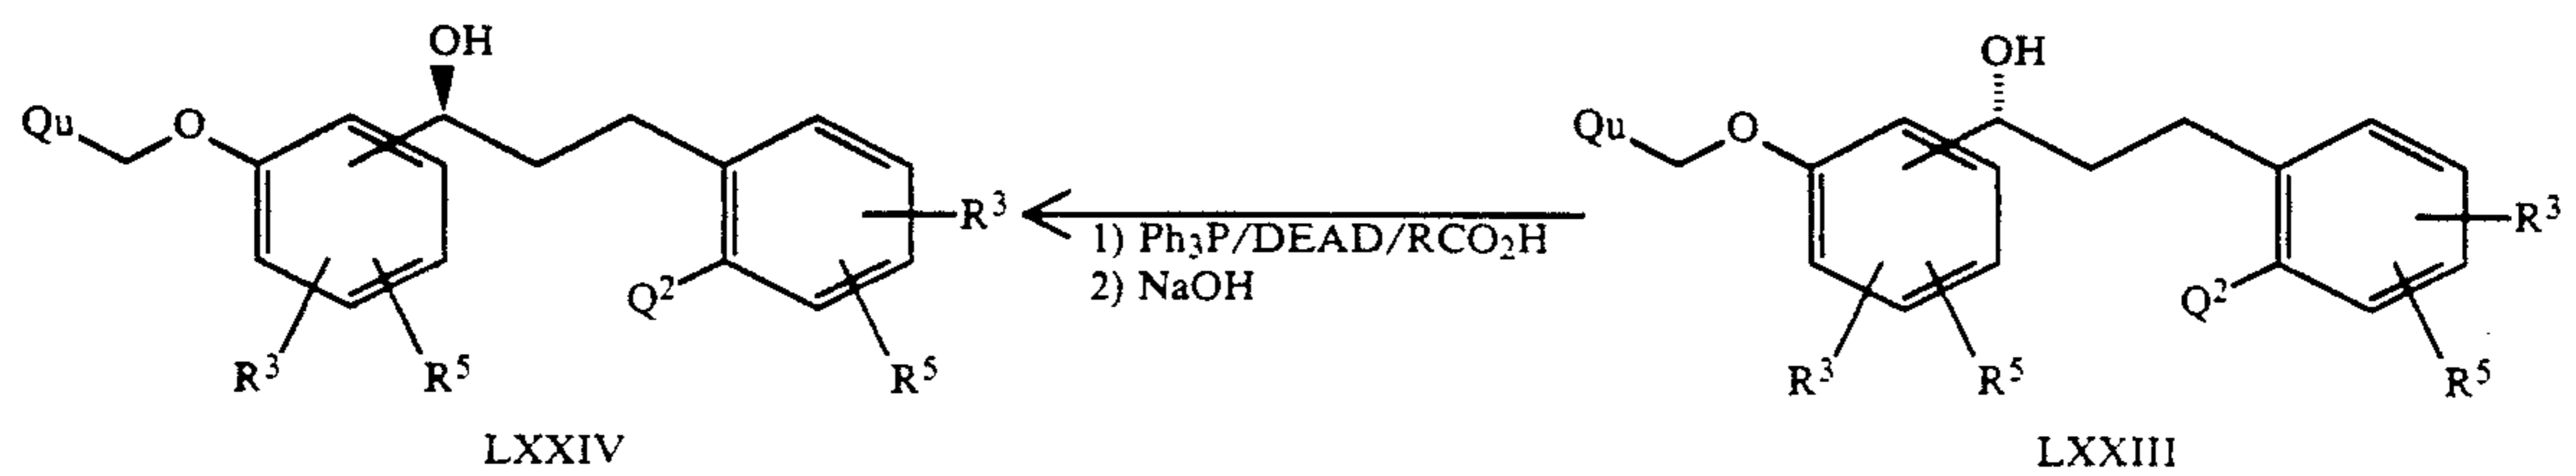 OH
OH
Qu
O
Qu
O
R³
R³
1) Ph₃P/DEAD/RCO₂H
2) NaOH
Q²
Q²
R³
R⁵
R⁵
R³
R⁵
R⁵
LXXIV
LXXIII